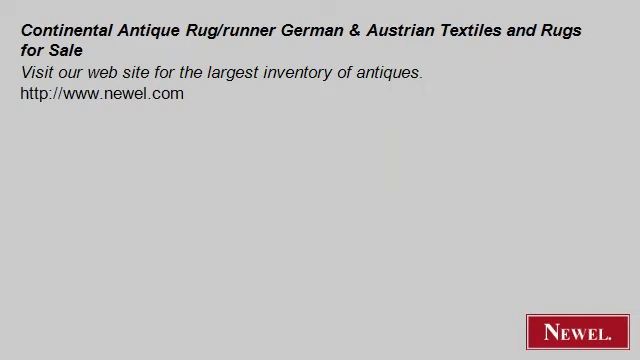 Continental Antique Rug/runner German & Austrian Textiles and Rugs
for Sale
Visit our web site for the largest inventory of antiques.
http://www.newel.com
NEWEL.